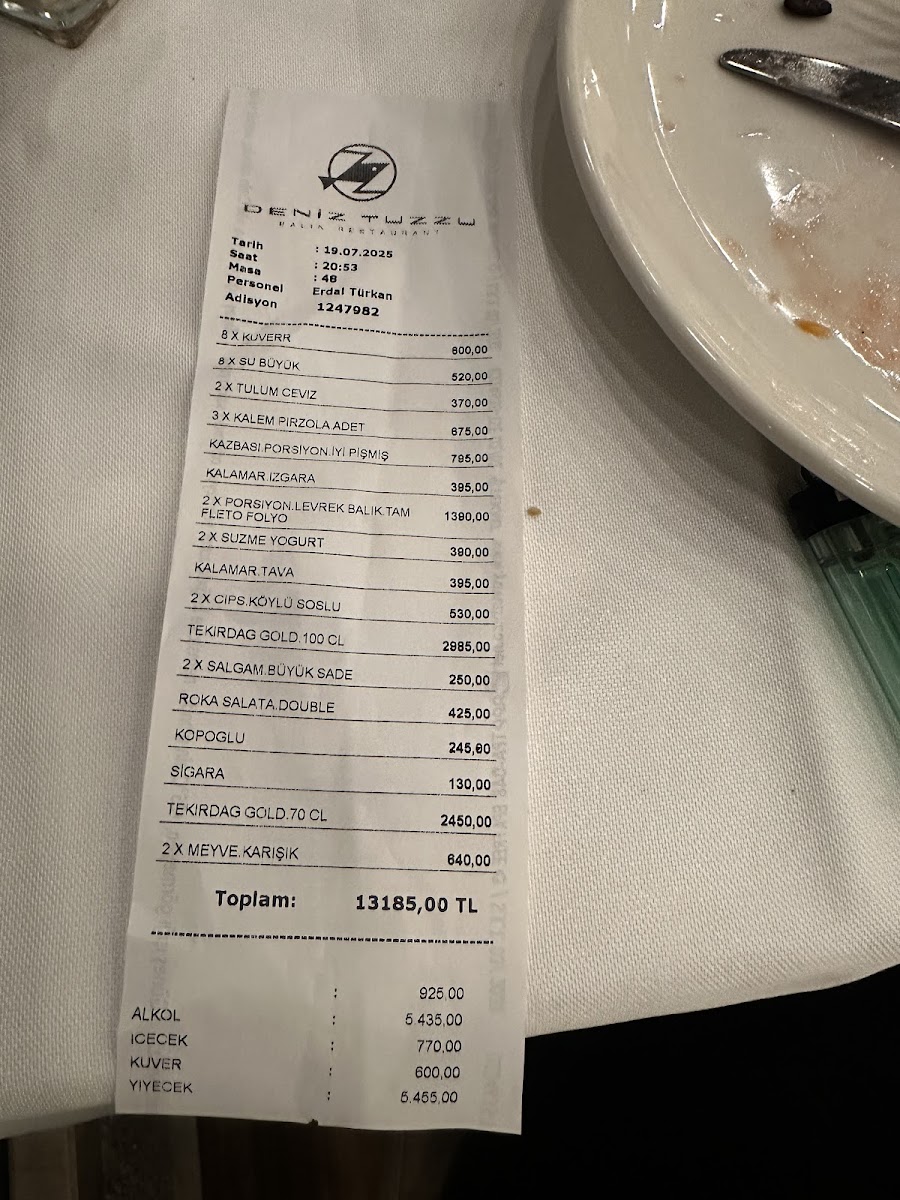 DENİZ TUZZU
BALIK RESTAURANT
Tarih : 19.07.2025
Saat : 20:53
Masa : 48
Personel Erdal Türkan
Adisyon 1247982
8 X KUVERR 600,00
8 X SU BÜYÜK 520,00
2 X TULUM CEVIZ 370,00
3 X KALEM PIRZOLA ADET 675,00
KAZBASI.PORSIYON.İYİ PİŞMİŞ 795,00
KALAMAR.IZGARA 395,00
2 X PORSIYON.LEVREK BALIK.TAM
FLETO FOLYO 1390,00
2 X SUZME YOGURT 390,00
KALAMAR.TAVA 395,00
2 X CIPS.KÖYLÜ SOSLU 530,00
TEKIRDAG GOLD.100 CL 2985,00
2 X SALGAM.BÜYÜK SADE 250,00
ROKA SALATA.DOUBLE 425,00
KOPOGLU 245,00
SİGARA 130,00
TEKIRDAG GOLD.70 CL 2450,00
2 X MEYVE.KARIŞIK 640,00
Toplam: 13185,00 TL
: 925,00
ALKOL : 5.435,00
ICECEK : 770,00
KUVER : 600,00
YIYECEK : 5.455,00